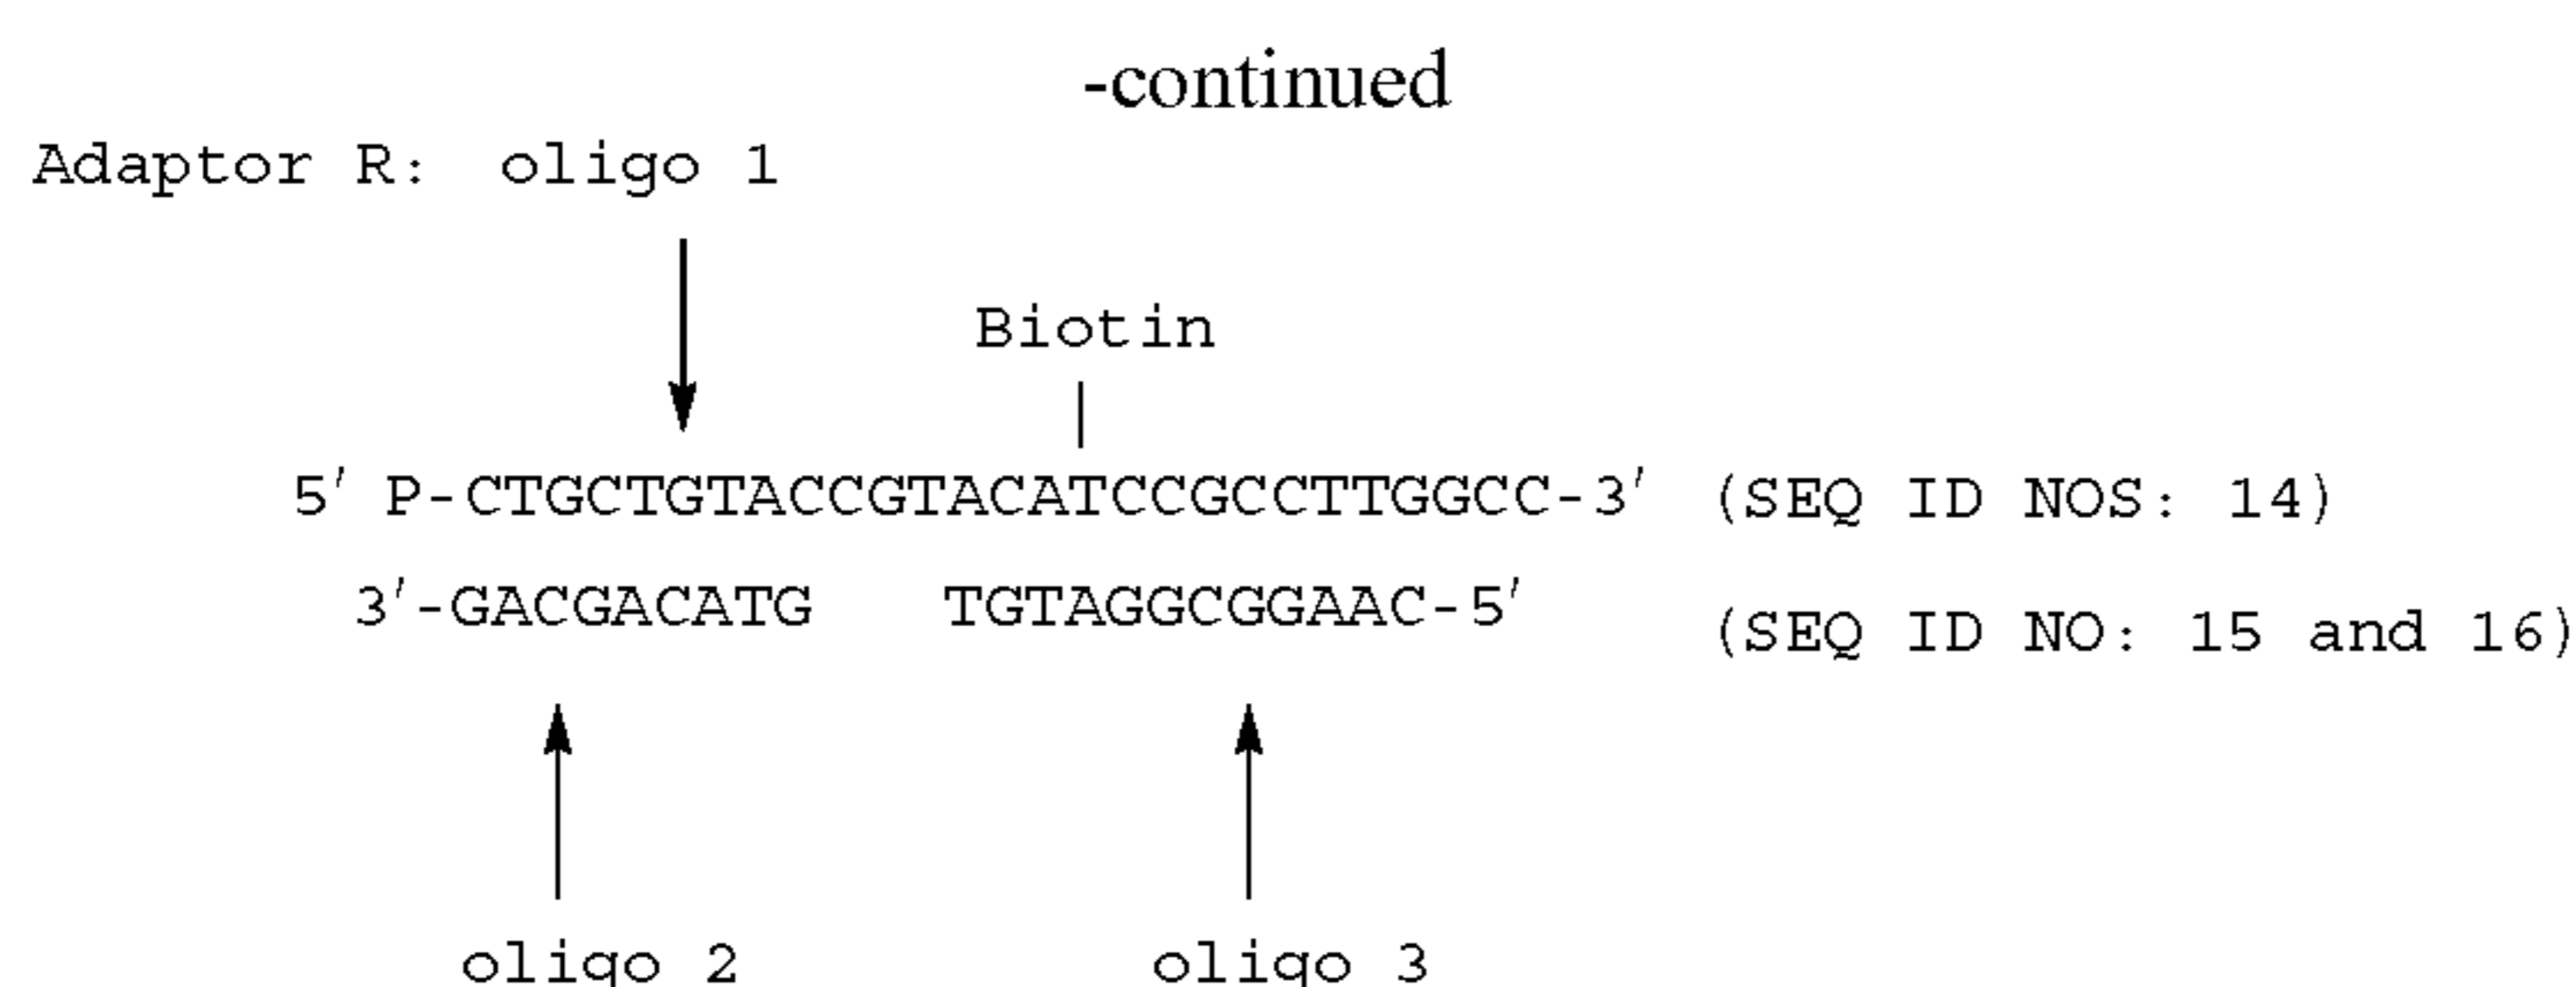 -continued
Adaptor R: oligo 1
Biotin
5' P-CTGCTGTACCGTACATCCGCCTTGGCC-3' (SEQ ID NOS: 14)
3'-GACGACATG TGTAGGCGGAAC-5' (SEQ ID NO: 15 and 16)
oligo 2 oligo 3